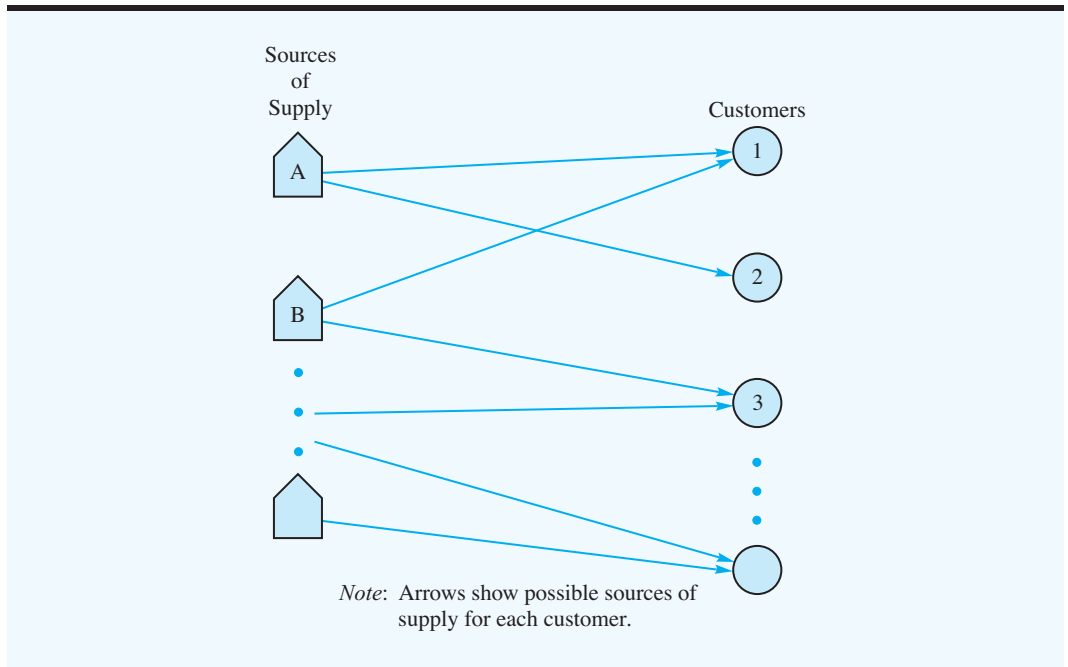 Sources
of
Supply
Customers
A
1
2
B
3
Note: Arrows show possible sources of
supply for each customer.